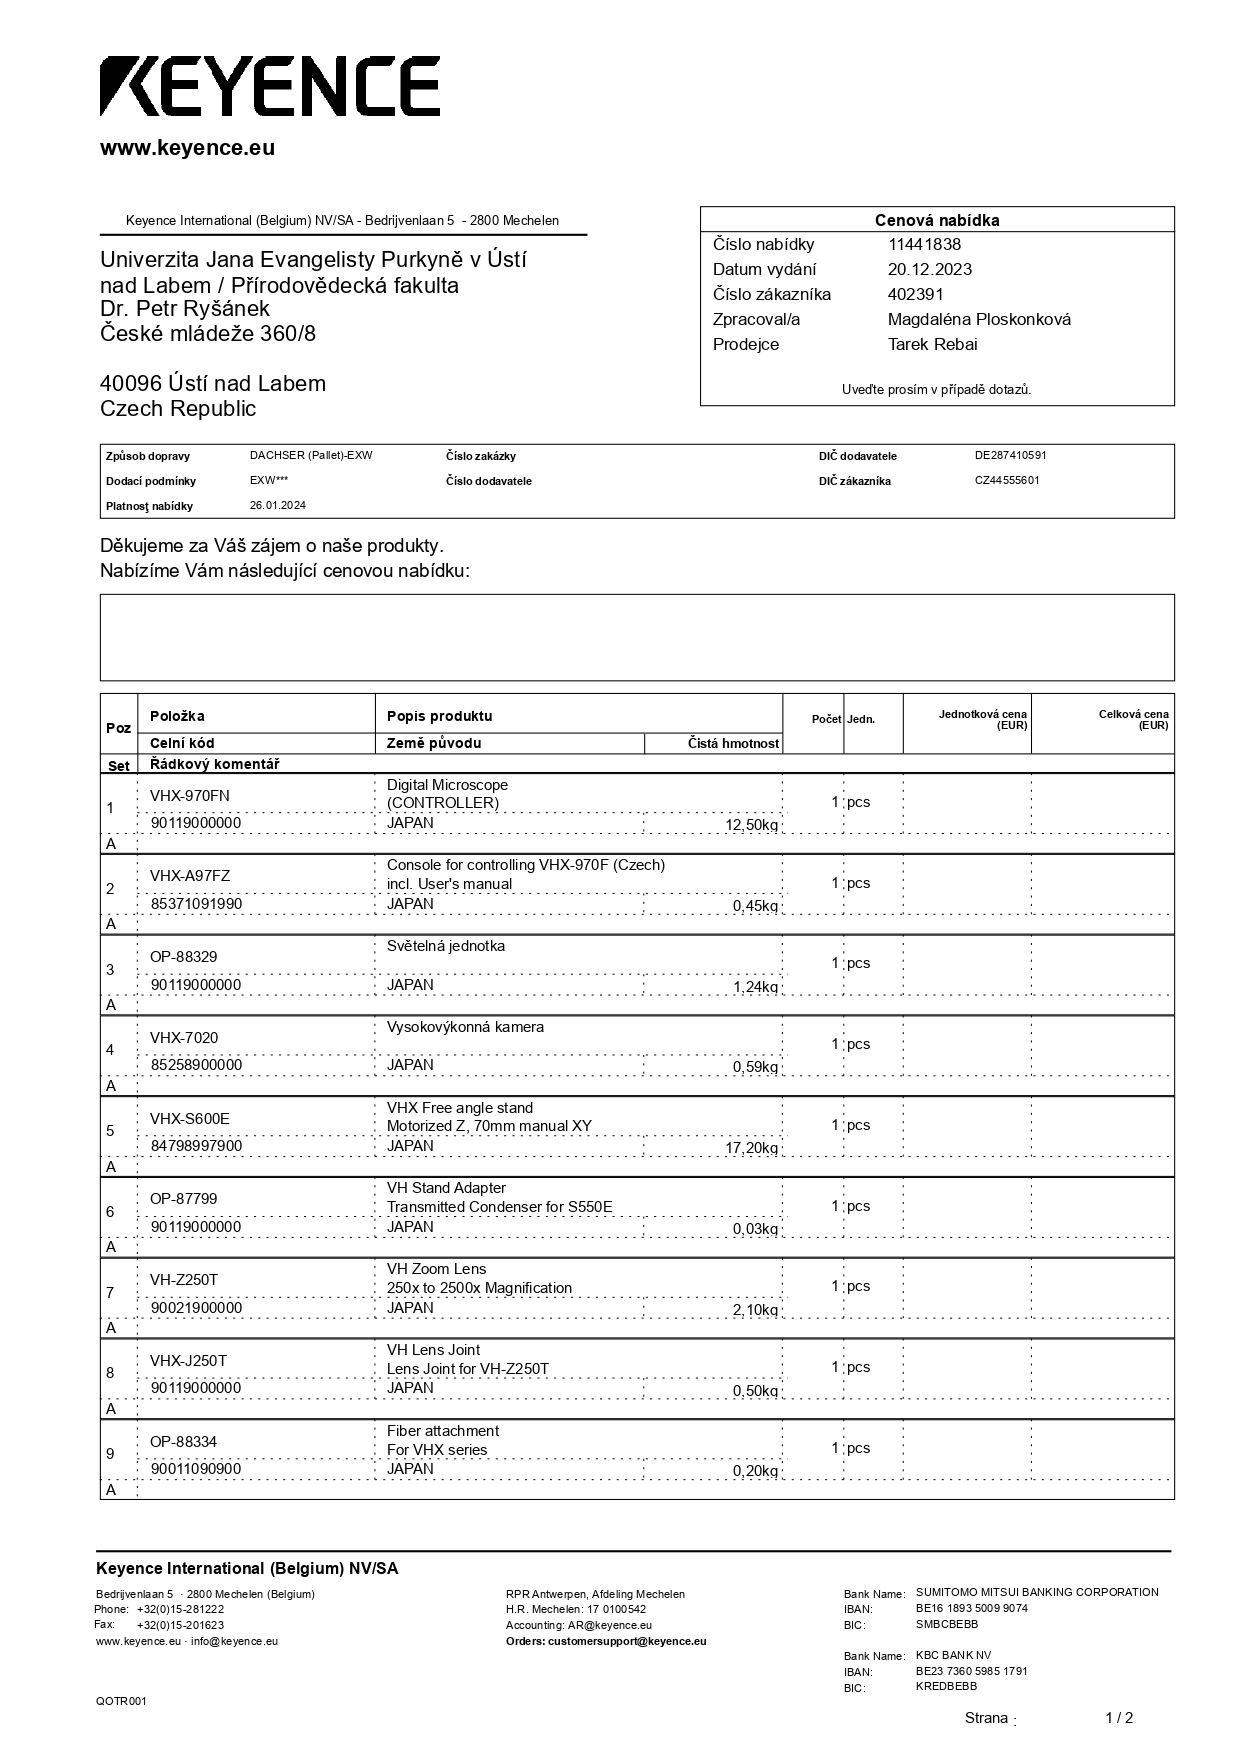 KEYENCE
www.keyence.eu
Keyence International (Belgium) NV/SA - Bedrijvenlaan 5 - 2800 Mechelen
Univerzita Jana Evangelisty Purkyně v Ústí
nad Labem / Přírodovědecká fakulta
Dr. Petr Ryšánek
České mládeže 360/8
40096 Ústí nad Labem
Czech Republic
Cenová nabídka
Číslo nabídky 11441838
Datum vydání 20.12.2023
Číslo zákazníka 402391
Zpracoval/a Magdaléna Ploskonková
Prodejce Tarek Rebai
Uveďte prosím v případě dotazů.
Způsob dopravy DACHSER (Pallet)-EXW Číslo zakázky DIČ dodavatele DE287410591
Dodací podmínky EXW*** Číslo dodavatele DIČ zákazníka CZ44555601
Platnosţ nabídky 26.01.2024
Děkujeme za Váš zájem o naše produkty.
Nabízíme Vám následující cenovou nabídku:
Poz Položka Popis produktu Počet Jedn. Jednotková cena (EUR) Celková cena (EUR)
Celní kód Země původu Čistá hmotnost
Set Řádkový komentář
1 VHX-970FN Digital Microscope
(CONTROLLER) 1 pcs
90119000000 JAPAN 12,50kg
A
2 VHX-A97FZ Console for controlling VHX-970F (Czech)
incl. User's manual 1 pcs
85371091990 JAPAN 0,45kg
A
3 OP-88329 Světelná jednotka 1 pcs
90119000000 JAPAN 1,24kg
A
4 VHX-7020 Vysokovýkonná kamera 1 pcs
85258900000 JAPAN 0,59kg
A
5 VHX-S600E VHX Free angle stand
Motorized Z, 70mm manual XY 1 pcs
84798997900 JAPAN 17,20kg
A
6 OP-87799 VH Stand Adapter
Transmitted Condenser for S550E 1 pcs
90119000000 JAPAN 0,03kg
A
7 VH-Z250T VH Zoom Lens
250x to 2500x Magnification 1 pcs
90021900000 JAPAN 2,10kg
A
8 VHX-J250T VH Lens Joint
Lens Joint for VH-Z250T 1 pcs
90119000000 JAPAN 0,50kg
A
9 OP-88334 Fiber attachment
For VHX series 1 pcs
90011090900 JAPAN 0,20kg
A
Keyence International (Belgium) NV/SA
Bedrijvenlaan 5 · 2800 Mechelen (Belgium)
Phone: +32(0)15-281222
Fax: +32(0)15-201623
www.keyence.eu · info@keyence.eu
RPR Antwerpen, Afdeling Mechelen
H.R. Mechelen: 17 0100542
Accounting: AR@keyence.eu
Orders: customersupport@keyence.eu
Bank Name: SUMITOMO MITSUI BANKING CORPORATION
IBAN: BE16 1893 5009 9074
BIC: SMBCBEBB
Bank Name: KBC BANK NV
IBAN: BE23 7360 5985 1791
BIC: KREDBEBB
QOTR001
Strana : 1 / 2